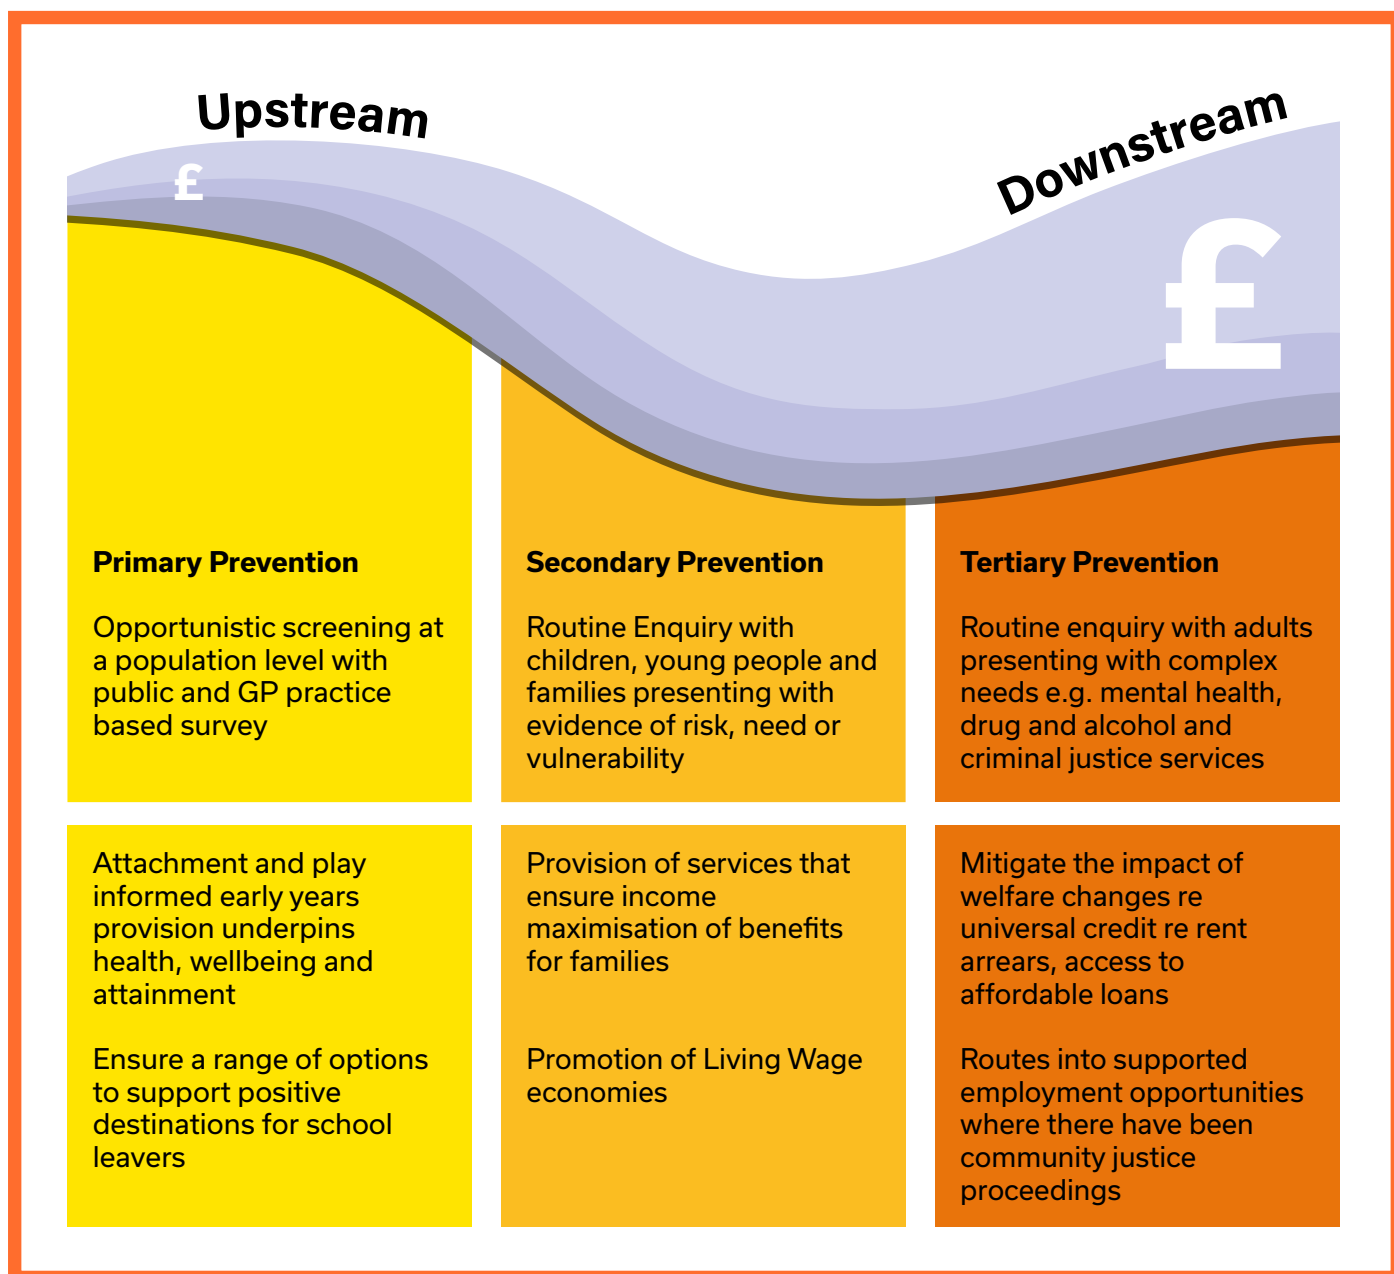 Upstream
Downstream
£
£
Primary Prevention
Opportunistic screening at
a population level with
public and GP practice
based survey
Secondary Prevention
Routine Enquiry with
children, young people and
families presenting with
evidence of risk, need or
vulnerability
Tertiary Prevention
Routine enquiry with adults
presenting with complex
needs e.g. mental health,
drug and alcohol and
criminal justice services
Attachment and play
informed early years
provision underpins
health, wellbeing and
attainment
Ensure a range of options
to support positive
destinations for school
leavers
Provision of services that
ensure income
maximisation of benefits
for families
Promotion of Living Wage
economies
Mitigate the impact of
welfare changes re
universal credit re rent
arrears, access to
affordable loans
Routes into supported
employment opportunities
where there have been
community justice
proceedings